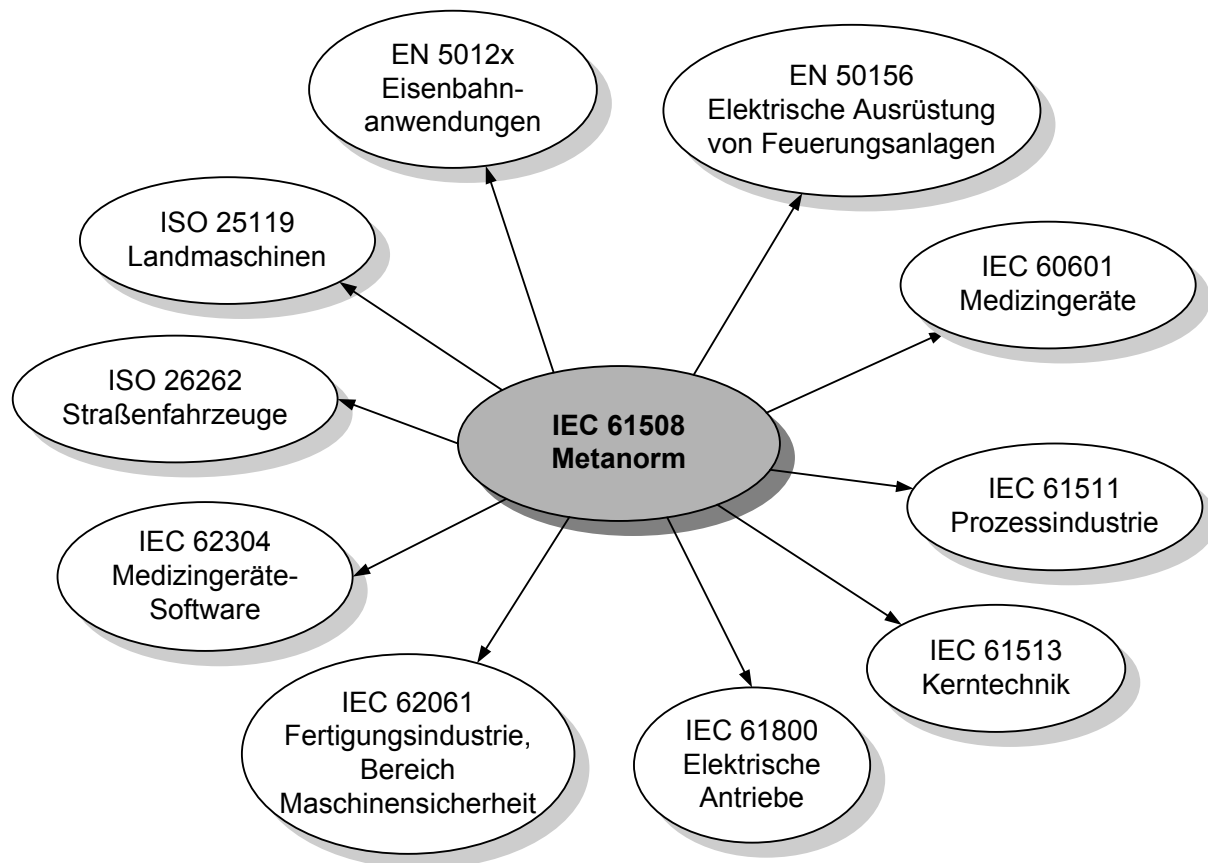 EN 5012x
Eisenbahn-
anwendungen
EN 50156
Elektrische Ausrüstung
von Feuerungsanlagen
ISO 25119
Landmaschinen
IEC 60601
Medizingeräte
ISO 26262
Straßenfahrzeuge
IEC 61508
Metanorm
IEC 61511
Prozessindustrie
IEC 62304
Medizingeräte-
Software
IEC 61513
Kerntechnik
IEC 62061
Fertigungsindustrie,
Bereich
Maschinensicherheit
IEC 61800
Elektrische
Antriebe